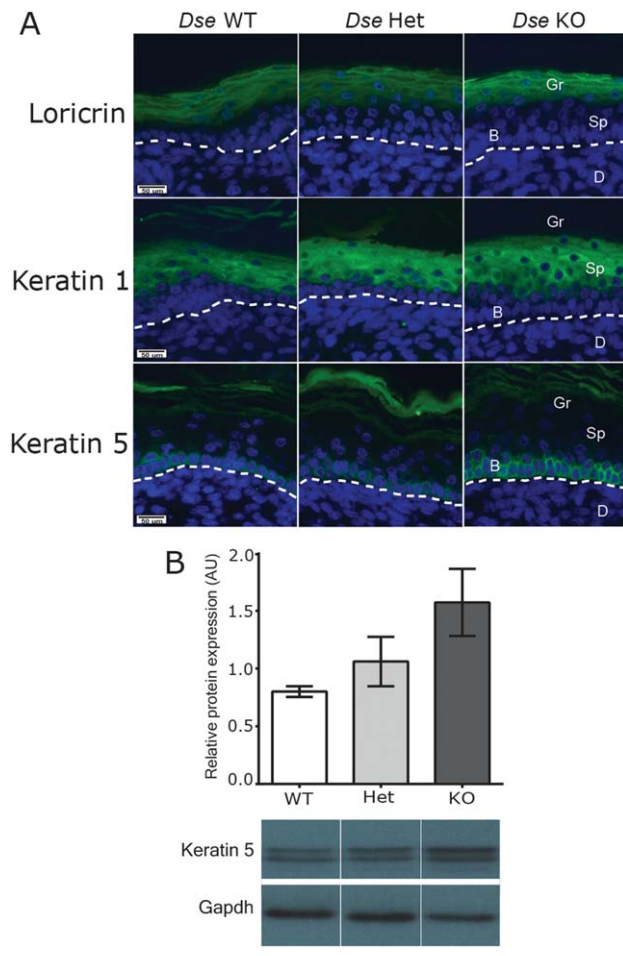 A
Dse WT Dse Het Dse KO
Loricrin
Gr
Sp
B
D
50 um
Keratin 1
Gr
Sp
B
D
50 um
Keratin 5
Gr
Sp
B
D
50 um
B
Relative protein expression (AU)
2.0
1.5
1.0
0.5
0.0
WT Het KO
Keratin 5
Gapdh